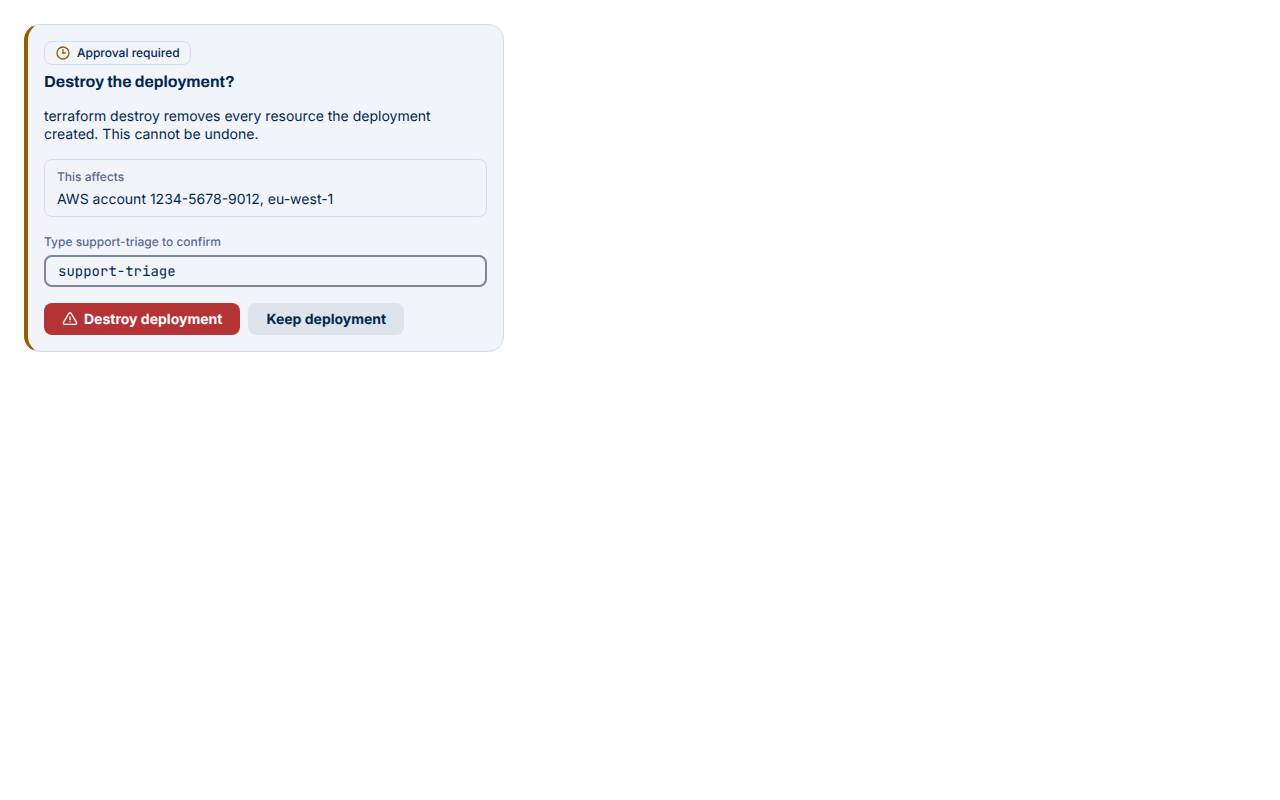 Approval required
Destroy the deployment?
terraform destroy removes every resource the deployment
created. This cannot be undone.
This affects
AWS account 1234-5678-9012, eu-west-1
Type support-triage to confirm
support-triage
Destroy deployment
Keep deployment